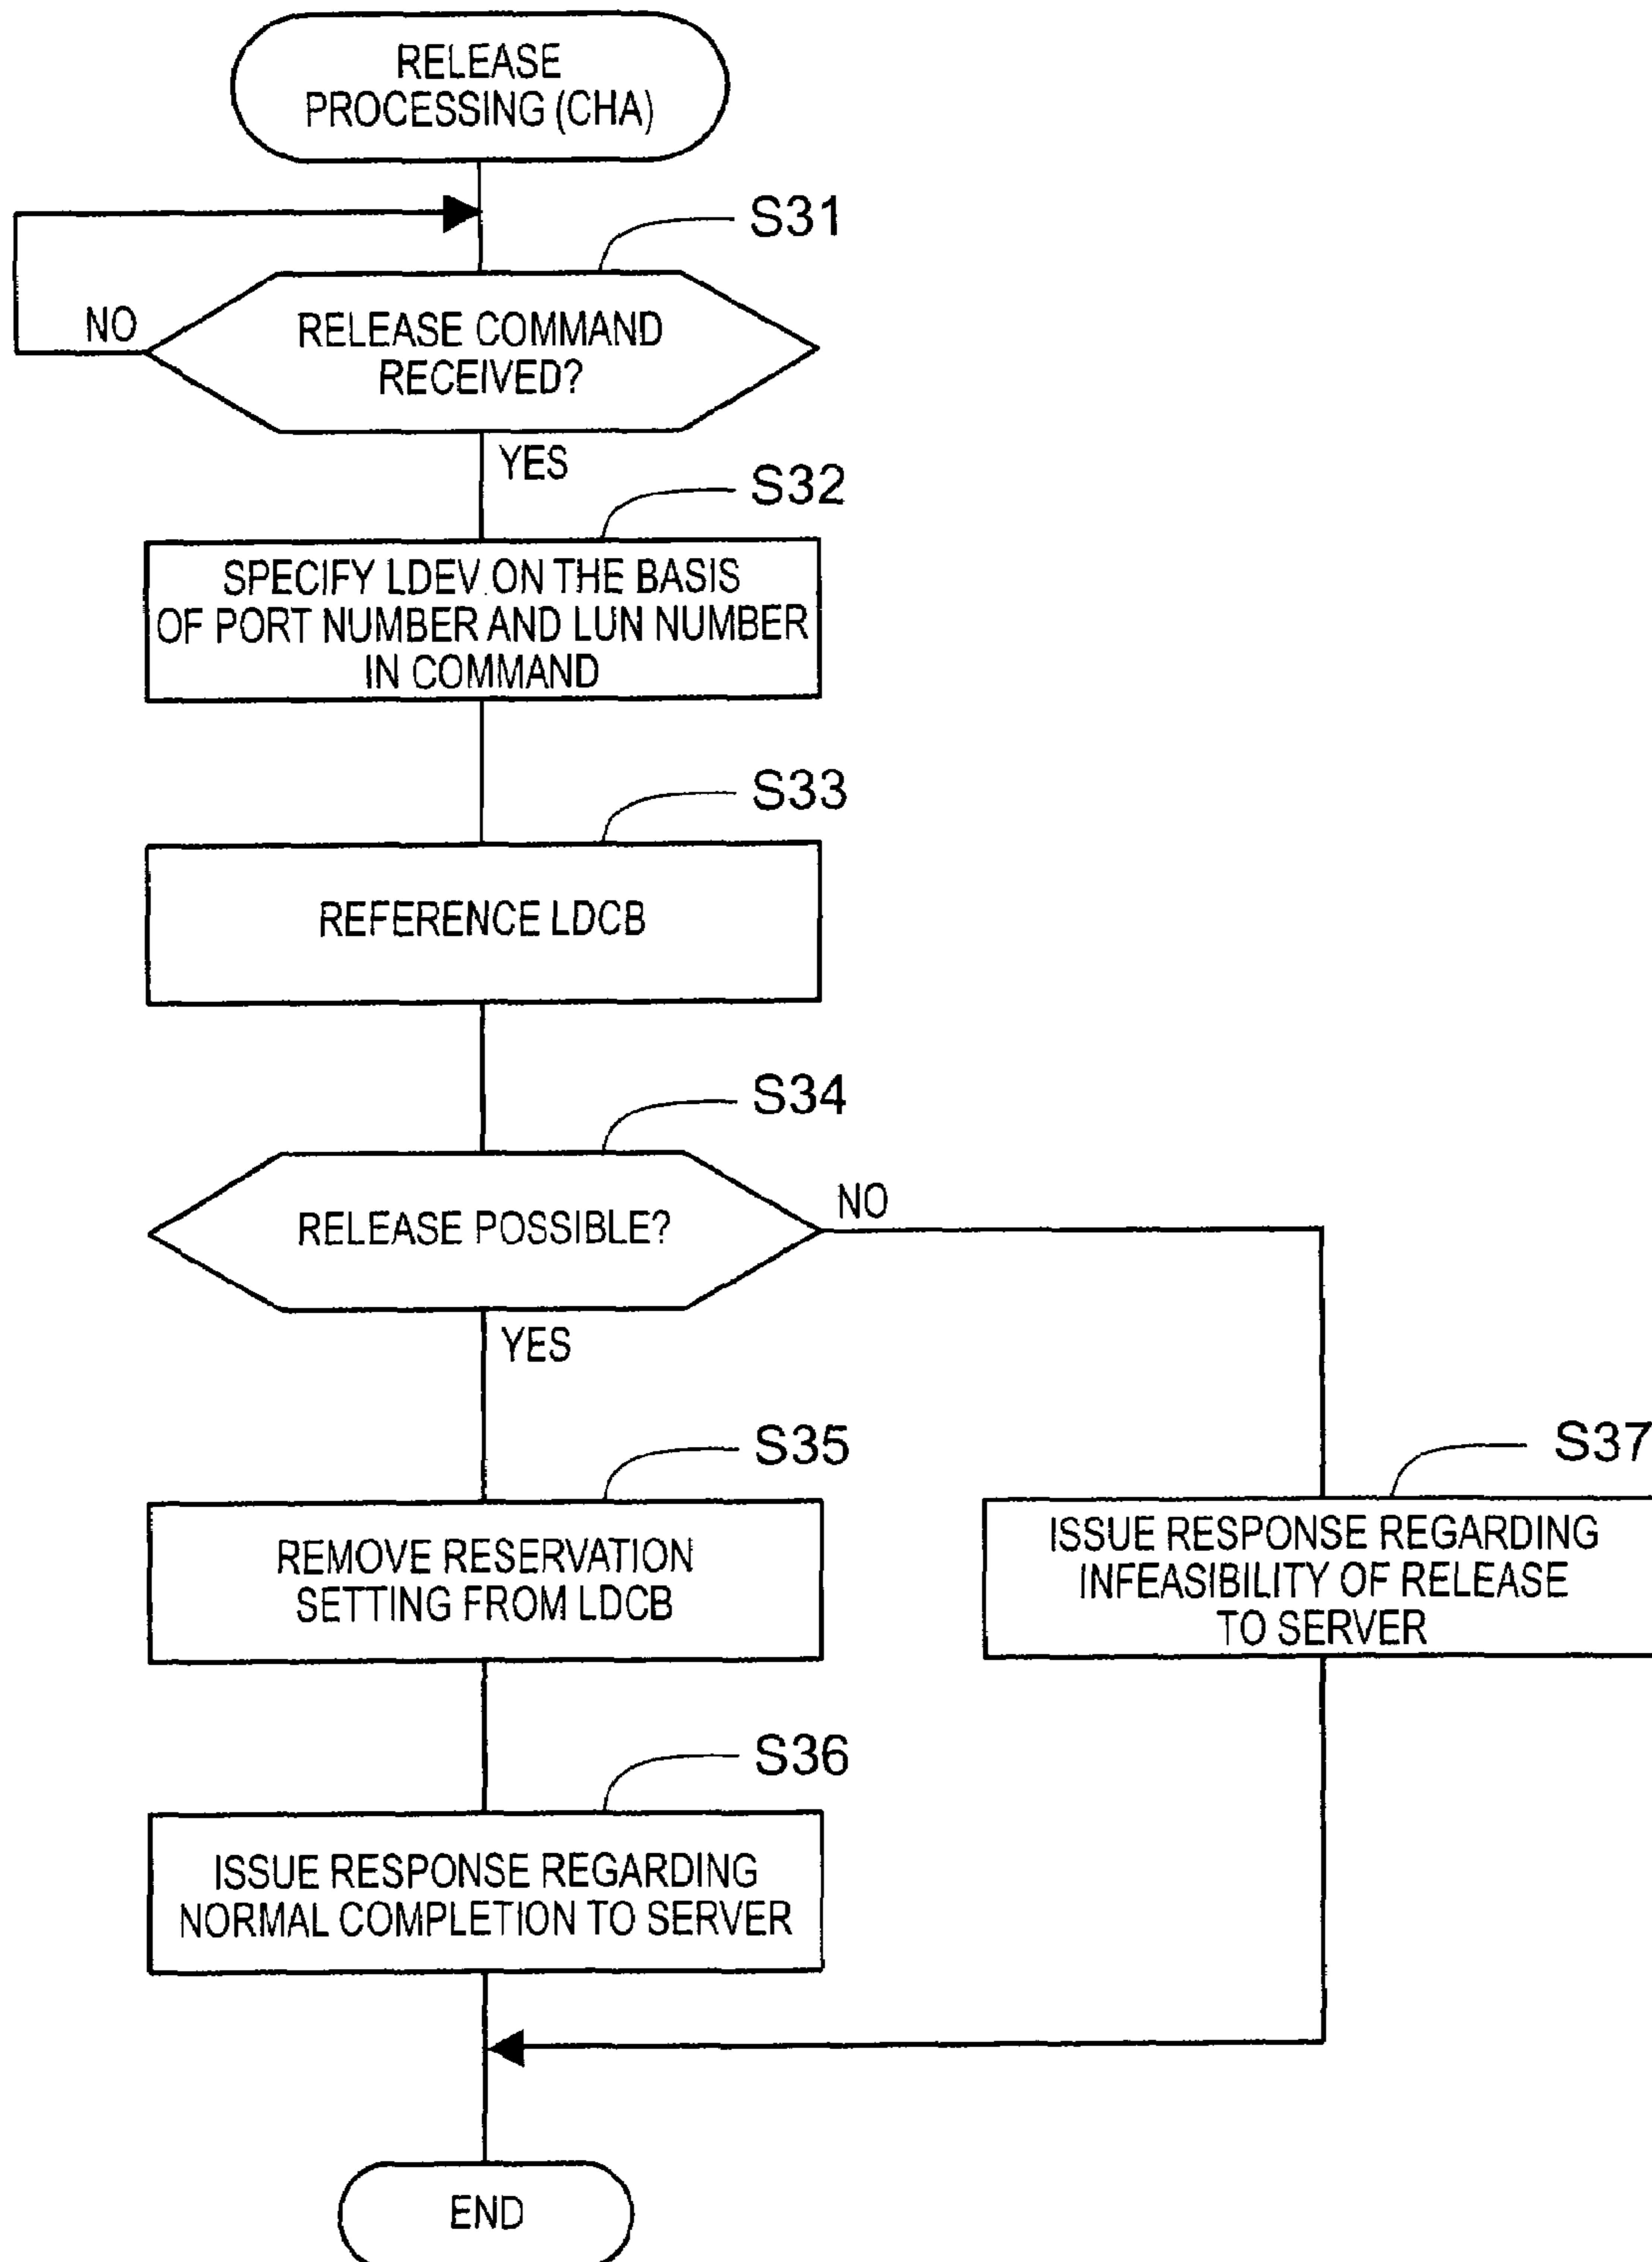 RELEASE
PROCESSING (CHA)
S31
NO
RELEASE COMMAND
RECEIVED?
YES
S32
SPECIFY LDEV ON THE BASIS
OF PORT NUMBER AND LUN NUMBER
IN COMMAND
S33
REFERENCE LDCB
S34
RELEASE POSSIBLE?
NO
YES
S35
REMOVE RESERVATION
SETTING FROM LDCB
S37
ISSUE RESPONSE REGARDING
INFEASIBILITY OF RELEASE
TO SERVER
S36
ISSUE RESPONSE REGARDING
NORMAL COMPLETION TO SERVER
END